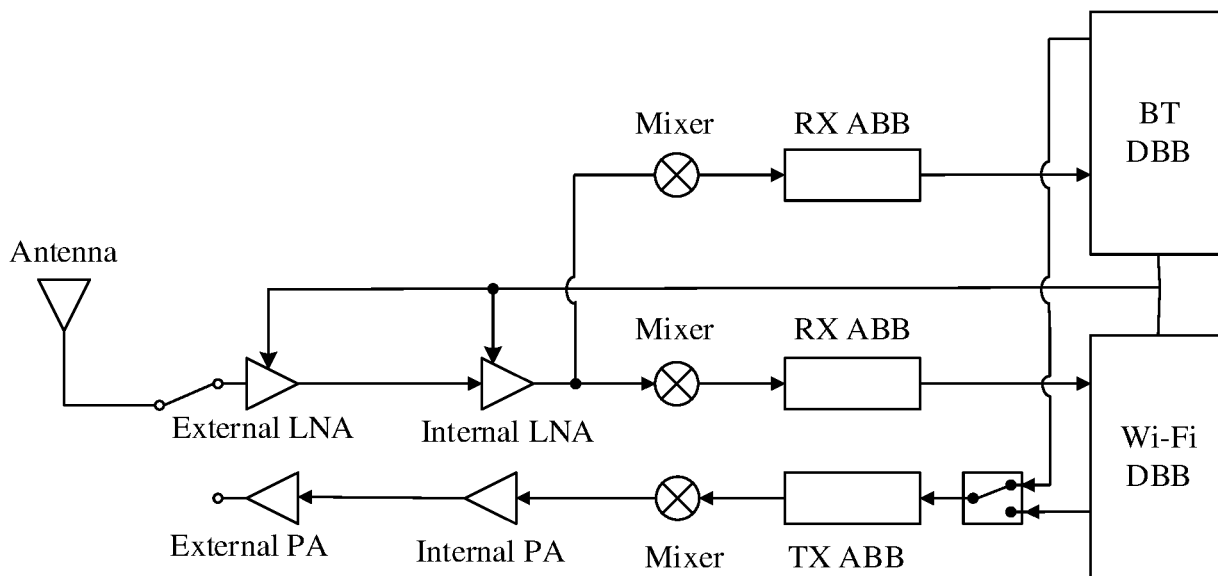 Mixer
RX ABB
BT
DBB
Antenna
Mixer
RX ABB
External LNA
Internal LNA
Wi-Fi
DBB
External PA
Internal PA
Mixer
TX ABB